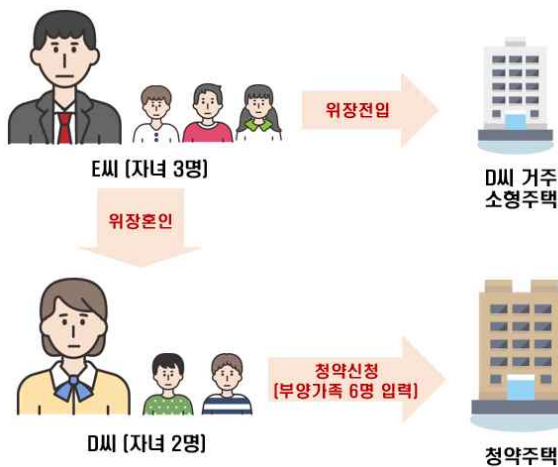 위장전입
E씨 (자녀 3명)
D씨 거주
소형주택
위장혼인
청약신청
(부양가족 6명 입력)
D씨 (자녀 2명)
청약주택